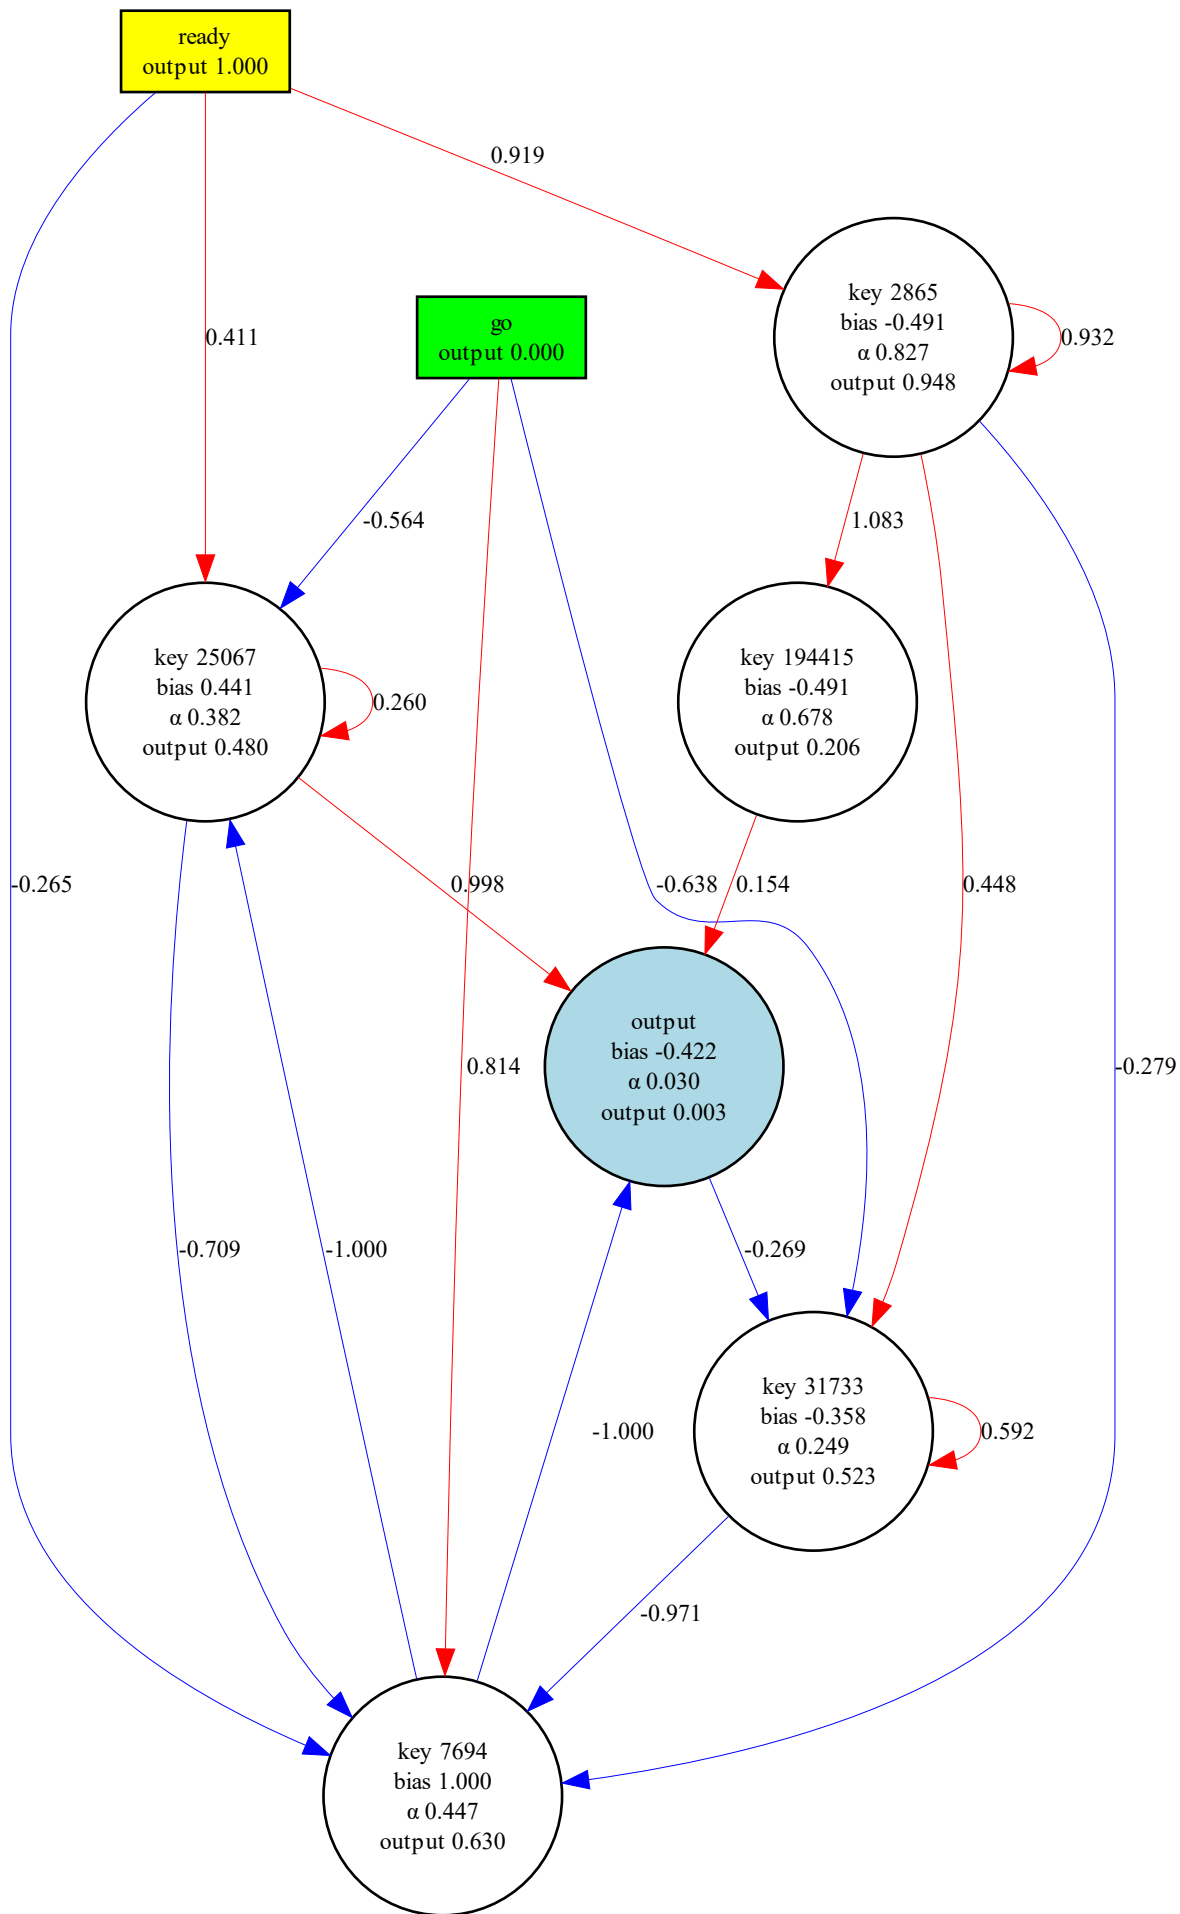 ready
output 1.000
0.919
key 2865
bias -0.491
α 0.827
output 0.948
0.932
go
output 0.000
0.411
-0.564
1.083
key 25067
bias 0.441
α 0.382
output 0.480
0.260
key 194415
bias -0.491
α 0.678
output 0.206
-0.265
0.998
-0.638
0.154
0.448
output
bias -0.422
α 0.030
output 0.003
0.814
-0.279
-0.709
-1.000
-0.269
-1.000
key 31733
bias -0.358
α 0.249
output 0.523
0.592
-0.971
key 7694
bias 1.000
α 0.447
output 0.630